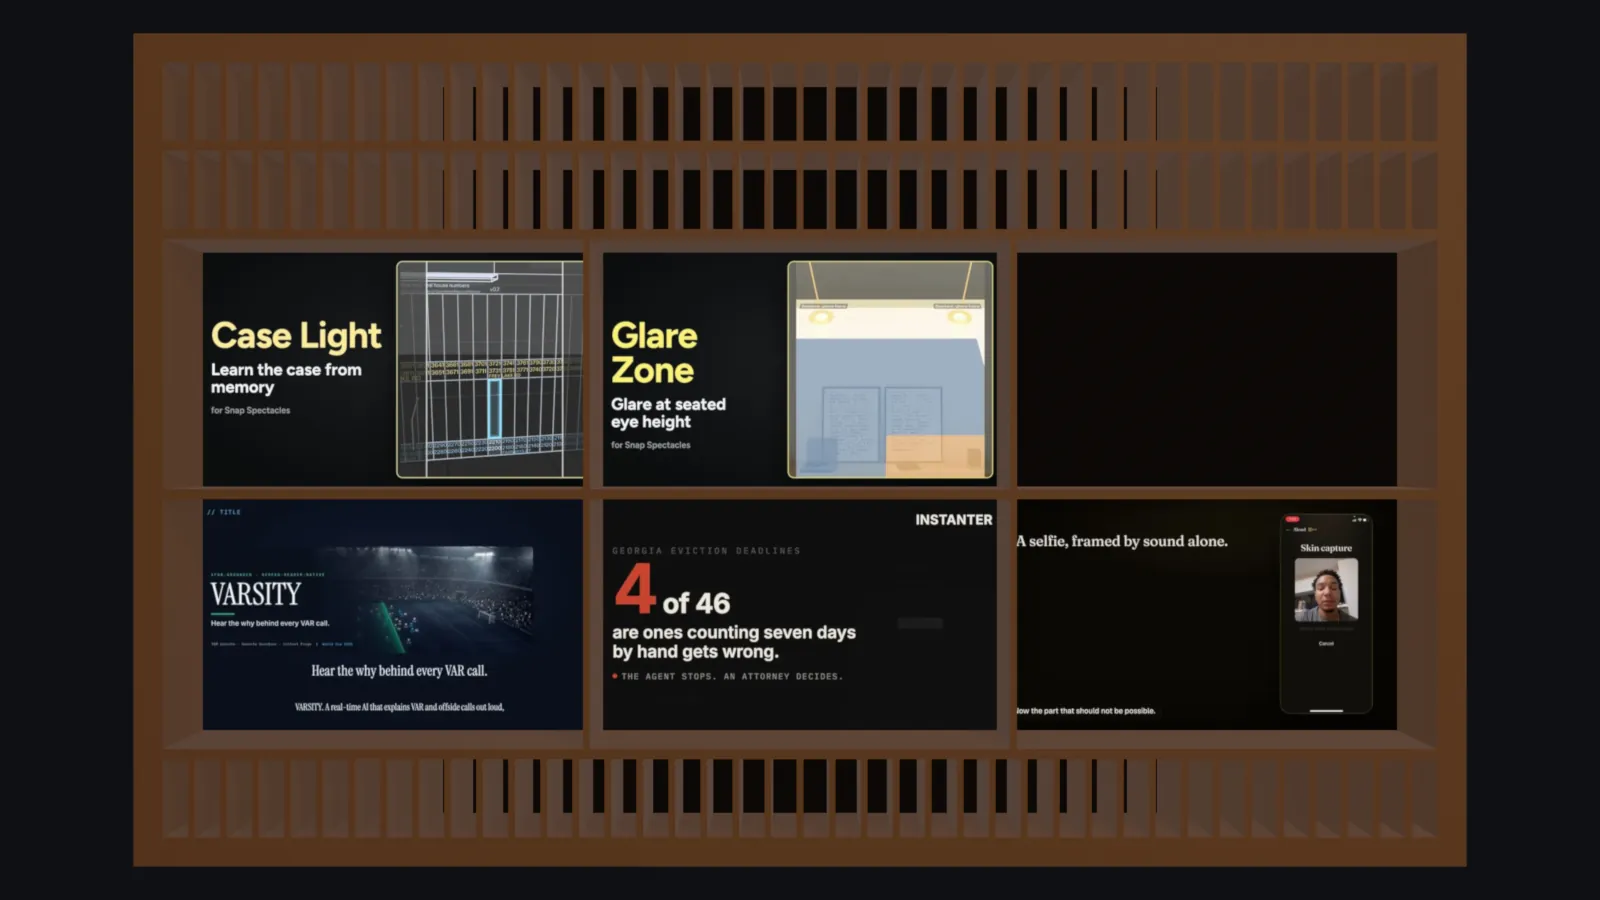 Case Light
Learn the case from
memory
for Snap Spectacles
Glare
Zone
Glare at seated
eye height
for Snap Spectacles
// TITLE
VARSITY
Hear the why behind every VAR call.
Hear the why behind every VAR call.
VARSITY. A real-time AI that explains VAR and offside calls out loud,
INSTANTER
GEORGIA EVICTION DEADLINES
4 of 46
are ones counting seven days
by hand gets wrong.
THE AGENT STOPS. AN ATTORNEY DECIDES.
A selfie, framed by sound alone.
Skin capture
Cancel
Now the part that should not be possible.